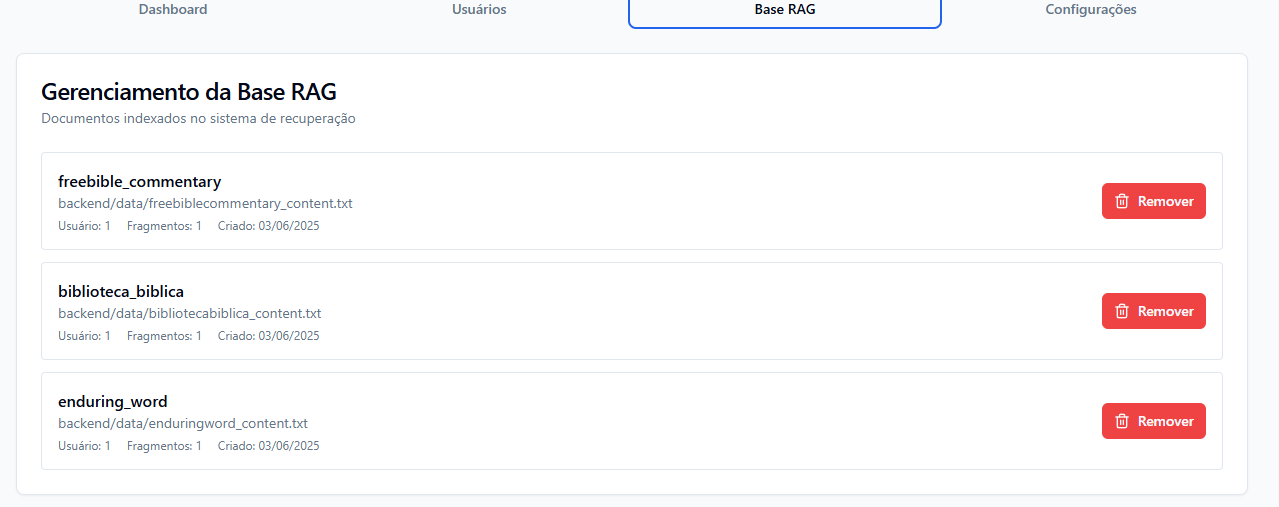 Dashboard Usuários Base RAG Configurações
Gerenciamento da Base RAG
Documentos indexados no sistema de recuperação
freebible_commentary
backend/data/freebiblecommentary_content.txt
Usuário: 1 Fragmentos: 1 Criado: 03/06/2025
Remover
biblioteca_biblica
backend/data/bibliotecabiblica_content.txt
Usuário: 1 Fragmentos: 1 Criado: 03/06/2025
Remover
enduring_word
backend/data/enduringword_content.txt
Usuário: 1 Fragmentos: 1 Criado: 03/06/2025
Remover